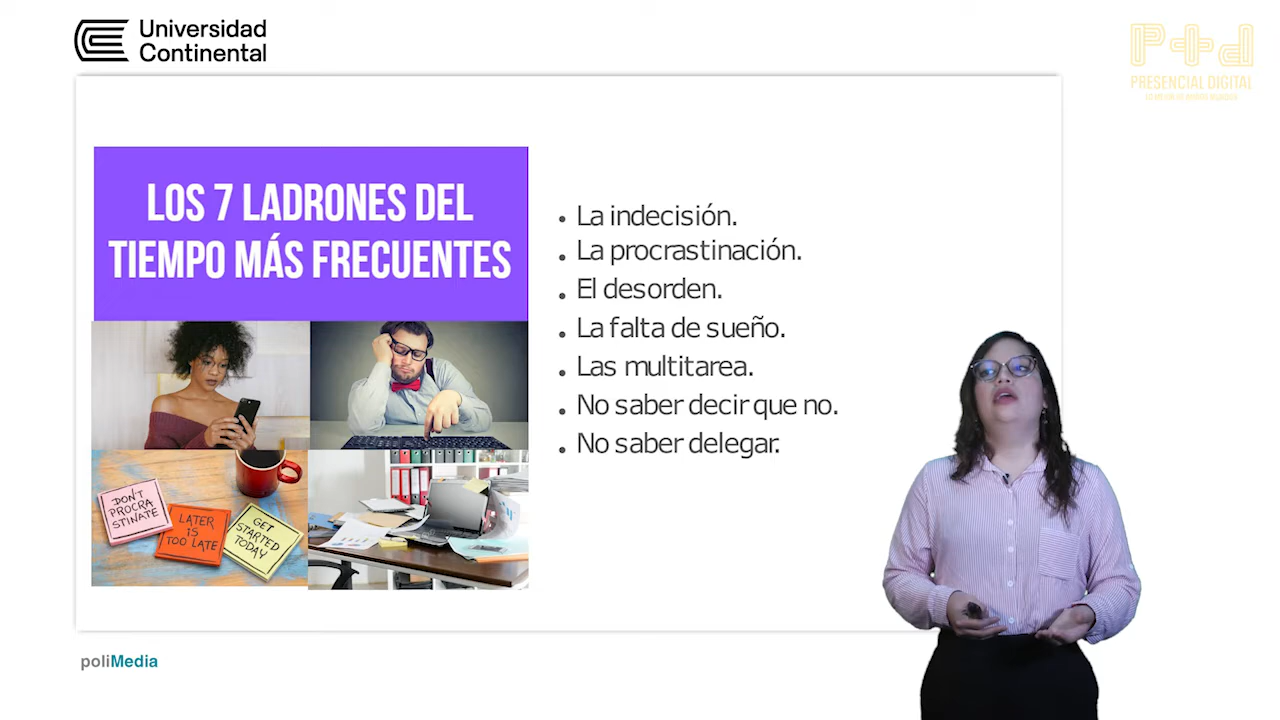 Universidad
Continental
P+d
PRESENCIAL DIGITAL
LOS 7 LADRONES DEL
TIEMPO MÁS FRECUENTES
La indecisión.
La procrastinación.
El desorden.
La falta de sueño.
Las multitarea.
No saber decir que no.
No saber delegar.
DON'T
PROCRA
STINATE
LATER
IS
TOO LATE
GET
STARTED
TODAY
poliMedia